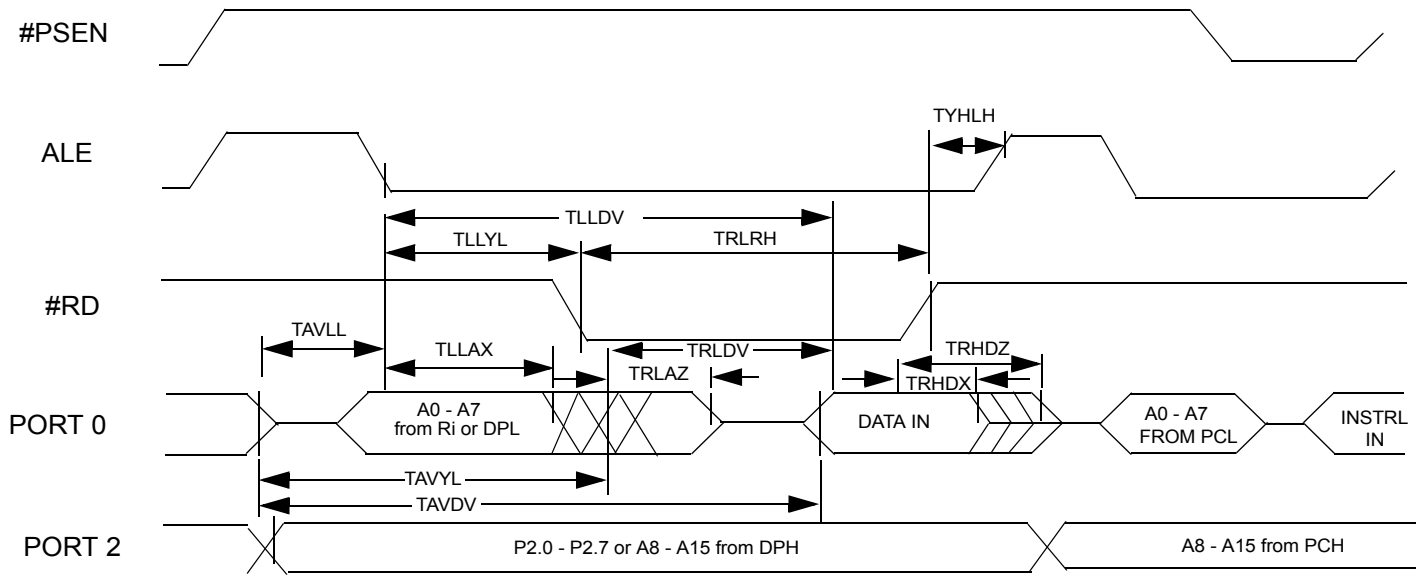 #PSEN
TYHLH
ALE
TLLDV
TLLYL
TRLRH
#RD
TAVLL
TLLAX
TRLDV
TRLAZ
TRHDZ
TRHDX
PORT 0
A0 - A7
from Ri or DPL
DATA IN
A0 - A7
FROM PCL
INSTRL
IN
TAVYL
TAVDV
PORT 2
P2.0 - P2.7 or A8 - A15 from DPH
A8 - A15 from PCH